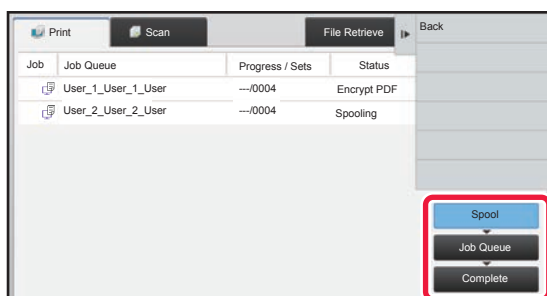 Print Scan File Retrieve Back
Job Job Queue Progress / Sets Status
User_1_User_1_User ---/0004 Encrypt PDF
User_2_User_2_User ---/0004 Spooling
Spool
Job Queue
Complete